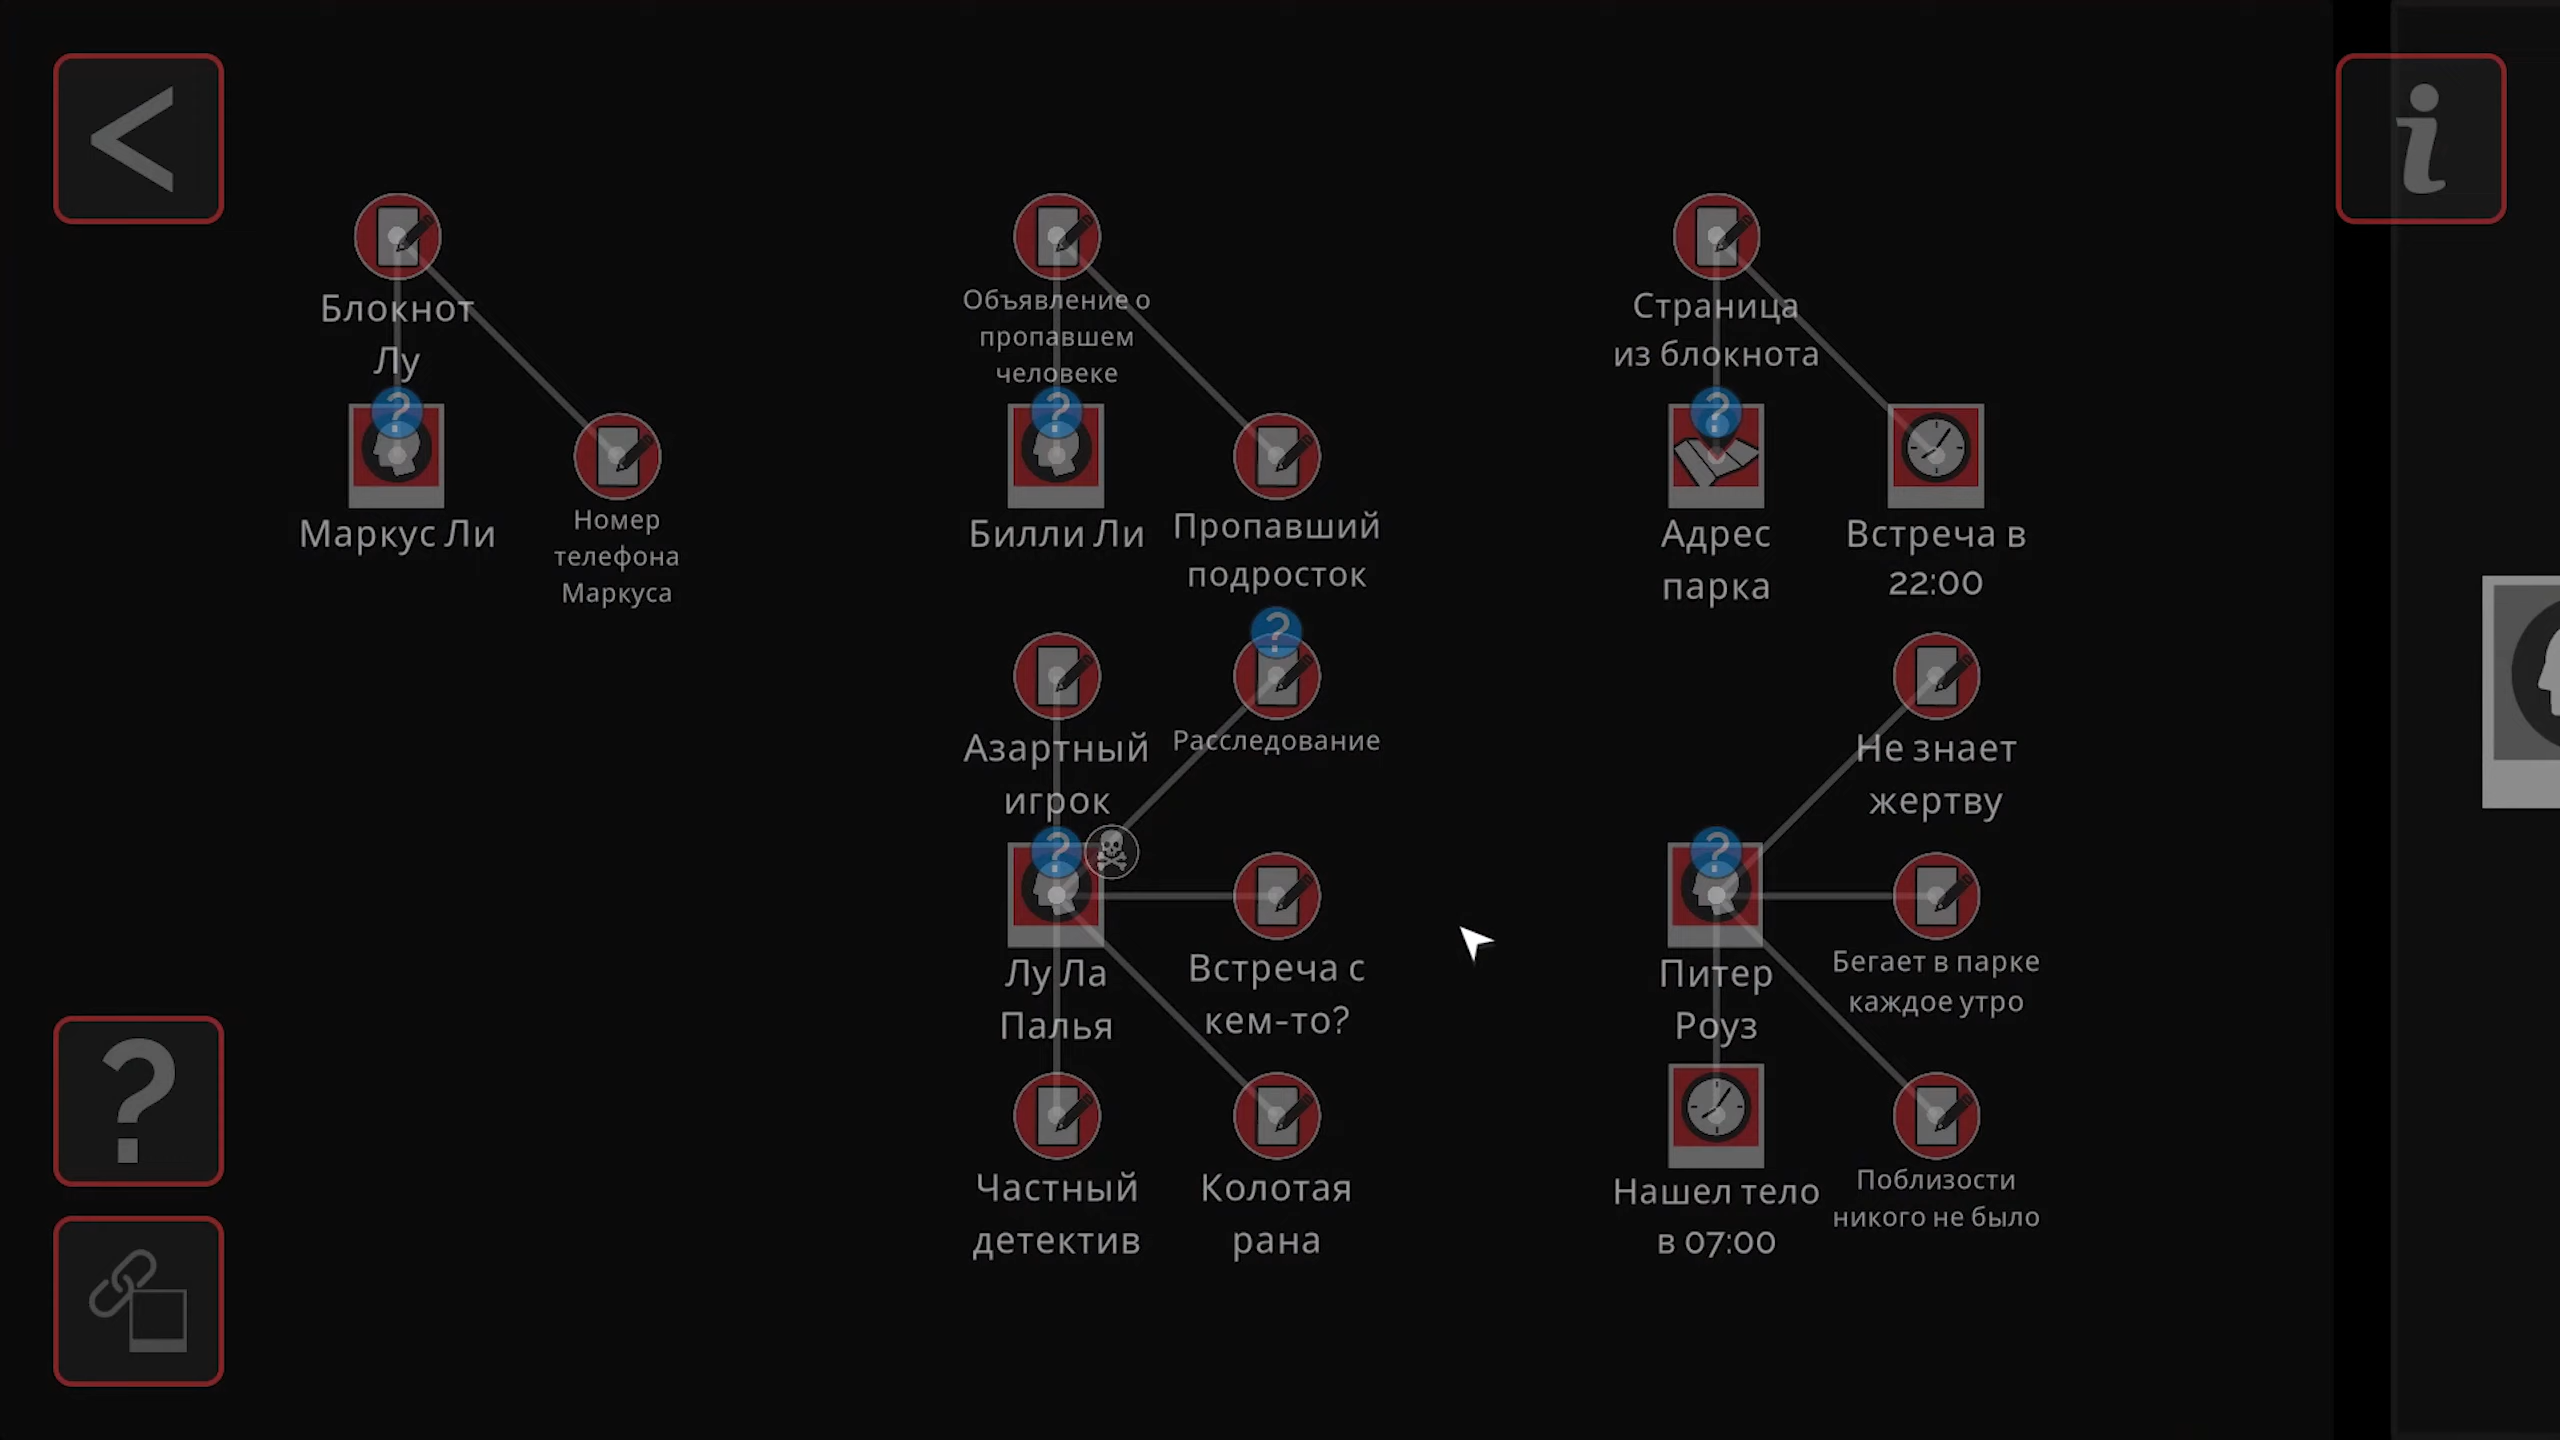 Блокнот
Лу
Объявление о
пропавшем
человеке
Страница
из блокнота
Маркус Ли
Номер
телефона
Маркуса
Билли Ли
Пропавший
подросток
Адрес
парка
Встреча в
22:00
Азартный
игрок
Расследование
Не знает
жертву
Лу Ла
Палья
Встреча с
кем-то?
Питер
Роуз
Бегает в парке
каждое утро
Частный
детектив
Колотая
рана
Нашел тело
в 07:00
Поблизости
никого не было